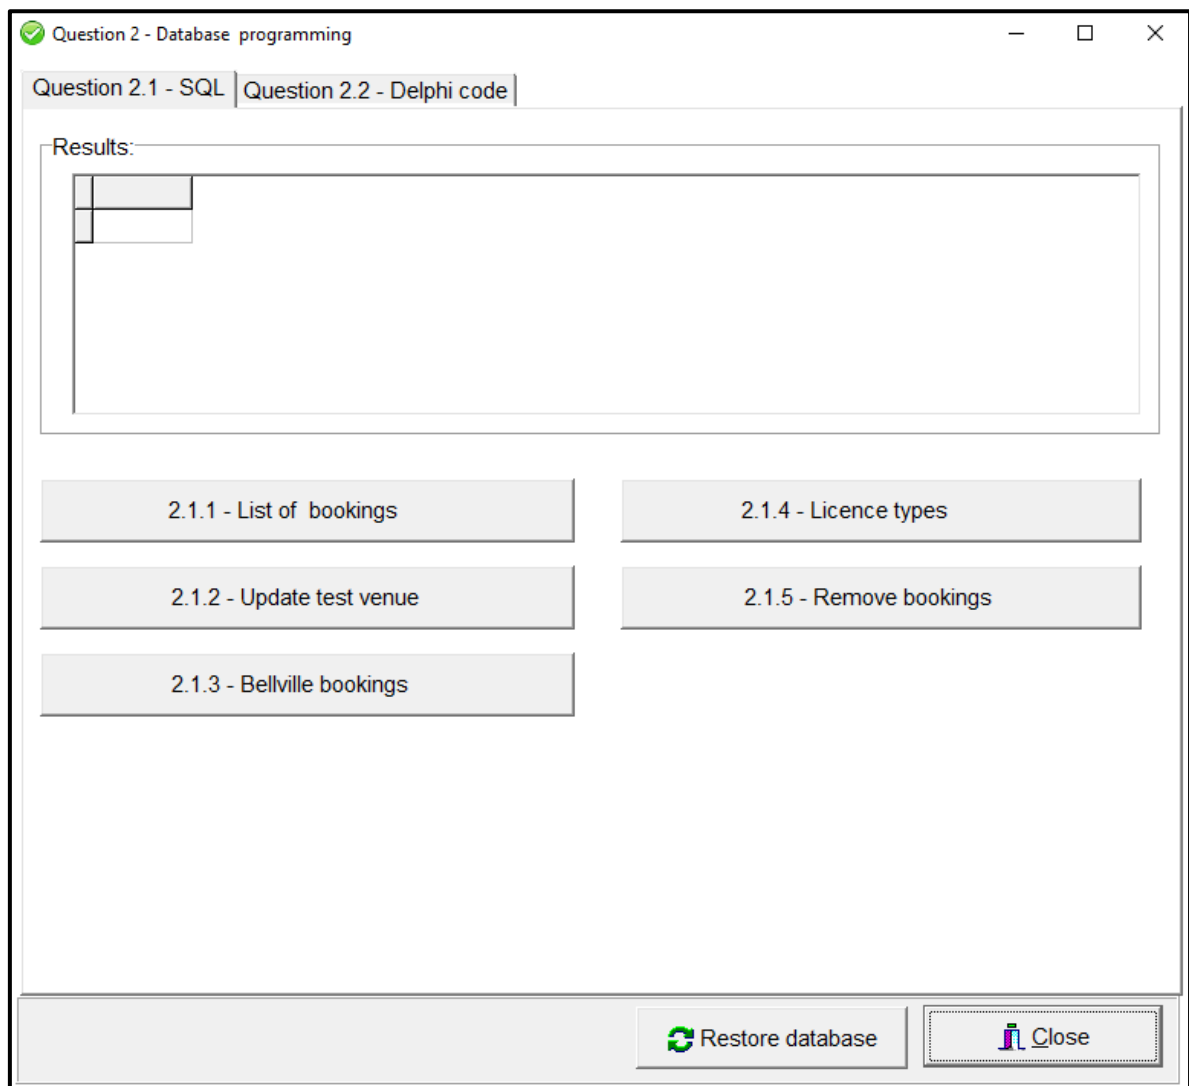 Question 2 - Database programming
Question 2.1 - SQL
Question 2.2 - Delphi code
Results:
2.1.1 - List of bookings
2.1.4 - Licence types
2.1.2 - Update test venue
2.1.5 - Remove bookings
2.1.3 - Bellville bookings
Restore database
Close